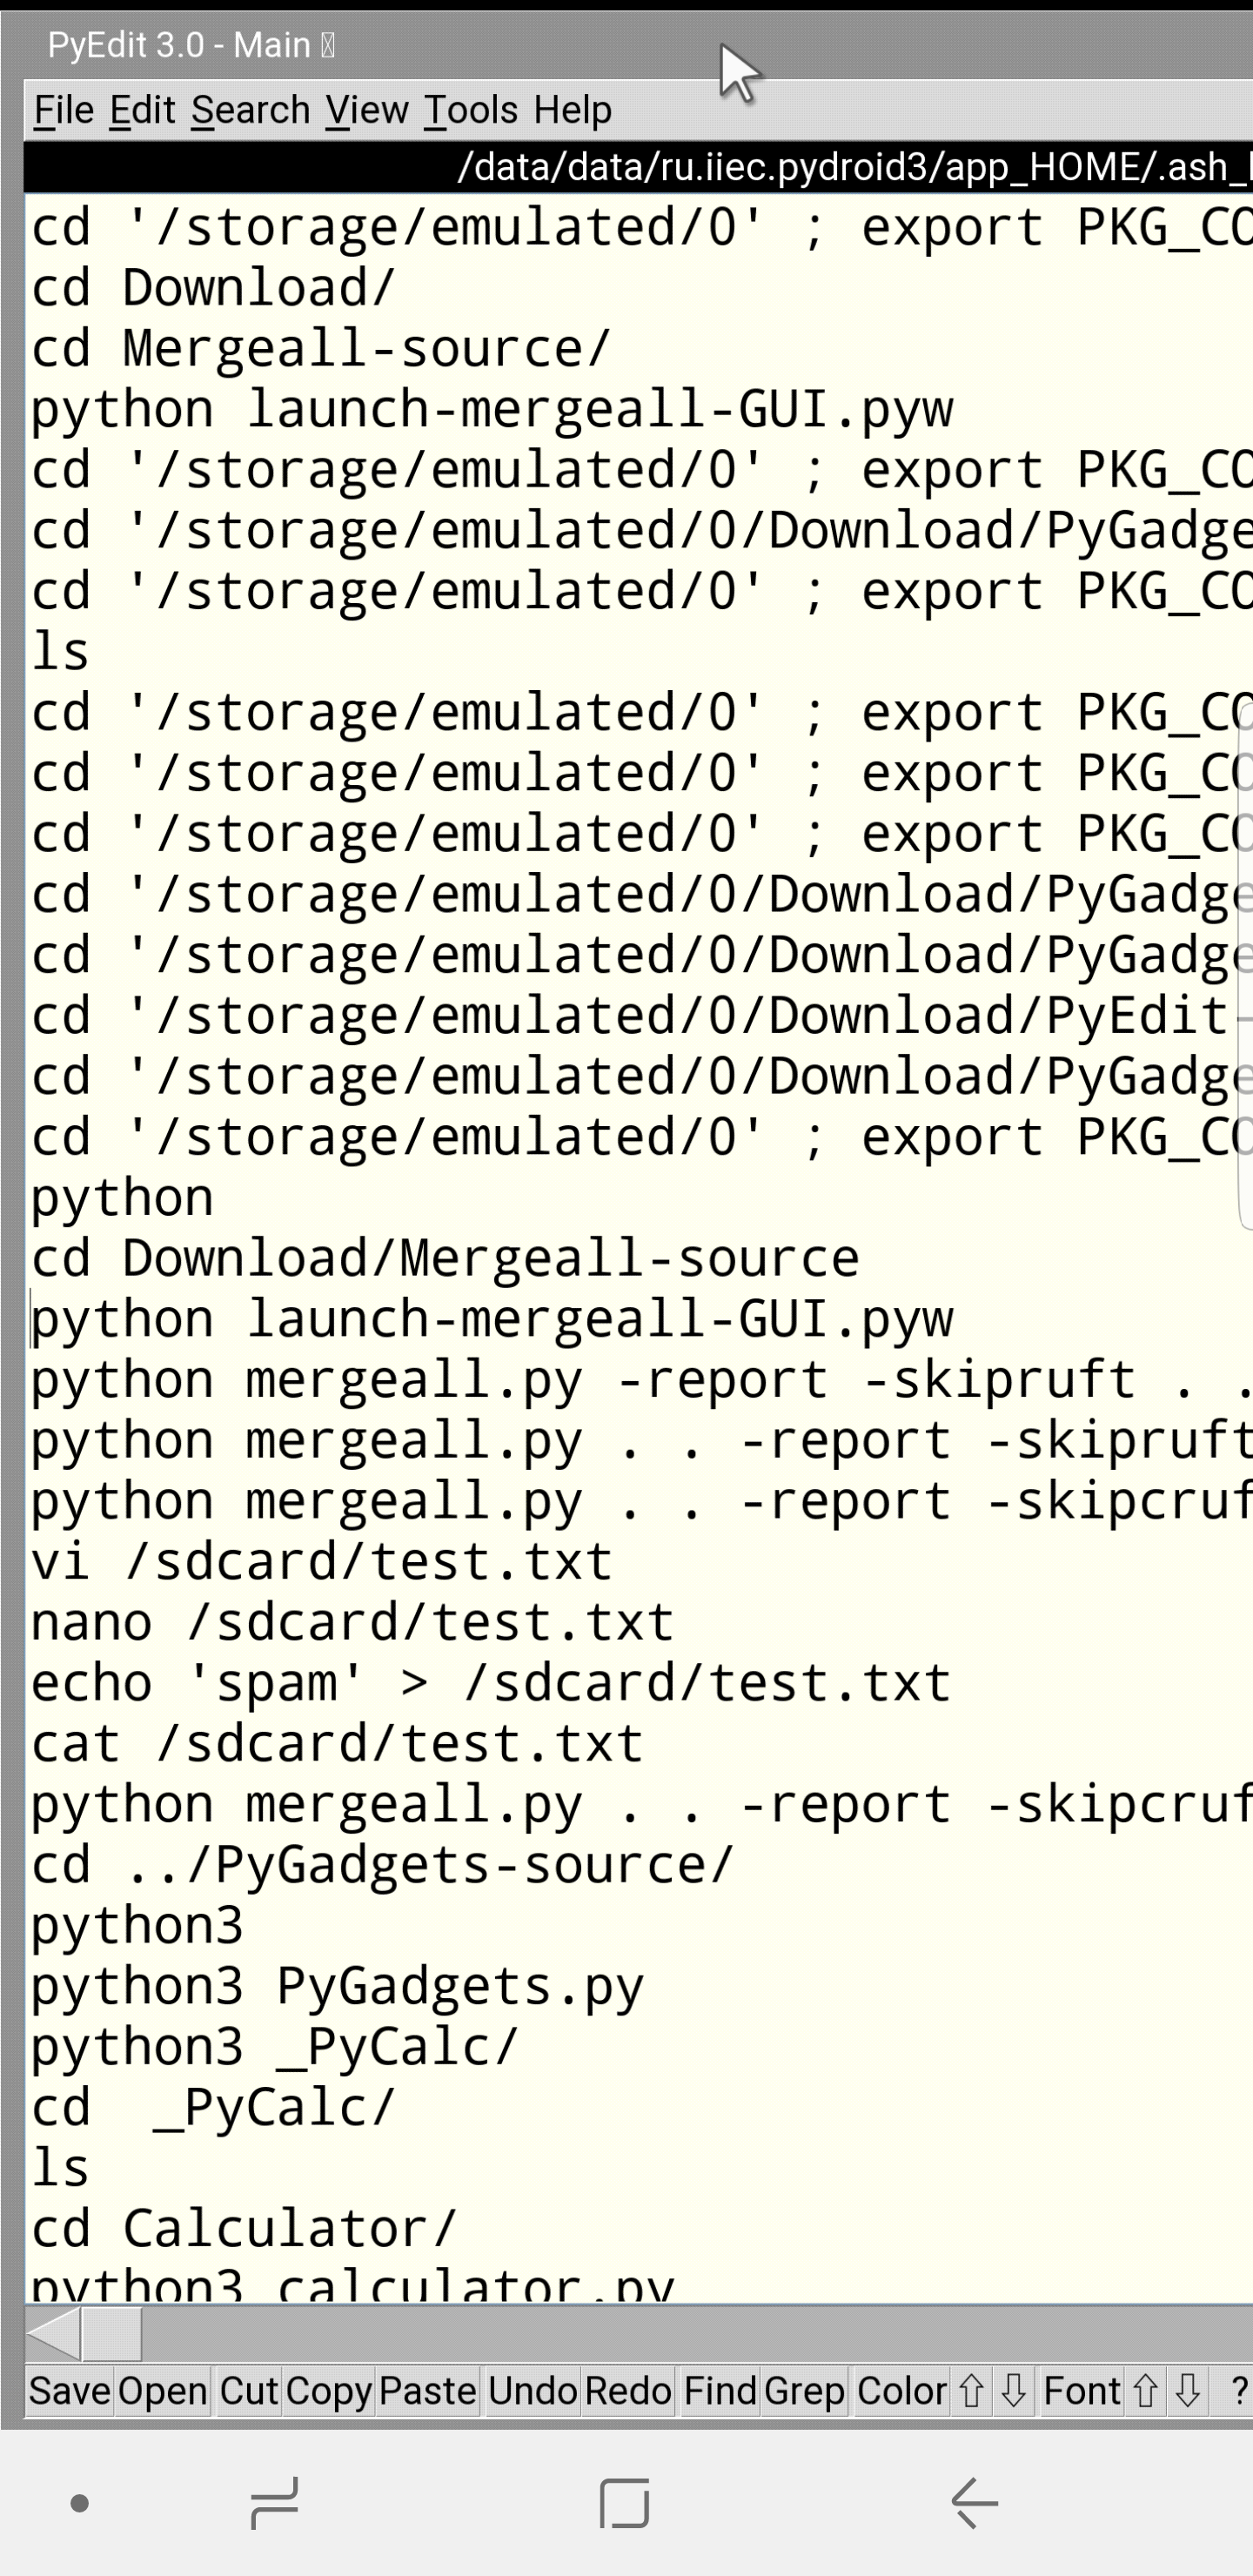 PyEdit 3.0 - Main
File Edit Search View Tools Help
/data/data/ru.iiec.pydroid3/app_HOME/.ash_
cd '/storage/emulated/0' ; export PKG_CO
cd Download/
cd Mergeall-source/
python launch-mergeall-GUI.pyw
cd '/storage/emulated/0' ; export PKG_CO
cd '/storage/emulated/0/Download/PyGadge
cd '/storage/emulated/0' ; export PKG_CO
ls
cd '/storage/emulated/0' ; export PKG_CO
cd '/storage/emulated/0' ; export PKG_CO
cd '/storage/emulated/0' ; export PKG_CO
cd '/storage/emulated/0/Download/PyGadge
cd '/storage/emulated/0/Download/PyGadge
cd '/storage/emulated/0/Download/PyEdit
cd '/storage/emulated/0/Download/PyGadge
cd '/storage/emulated/0' ; export PKG_CO
python
cd Download/Mergeall-source
python launch-mergeall-GUI.pyw
python mergeall.py -report -skipruft . .
python mergeall.py . . -report -skipruft
python mergeall.py . . -report -skipcruf
vi /sdcard/test.txt
nano /sdcard/test.txt
echo 'spam' > /sdcard/test.txt
cat /sdcard/test.txt
python mergeall.py . . -report -skipcruf
cd ../PyGadgets-source/
python3
python3 PyGadgets.py
python3 _PyCalc/
cd  _PyCalc/
ls
cd Calculator/
python3 calculator.py
Save Open Cut Copy Paste Undo Redo Find Grep Color ⇧ ⇩ Font ⇧ ⇩ ?